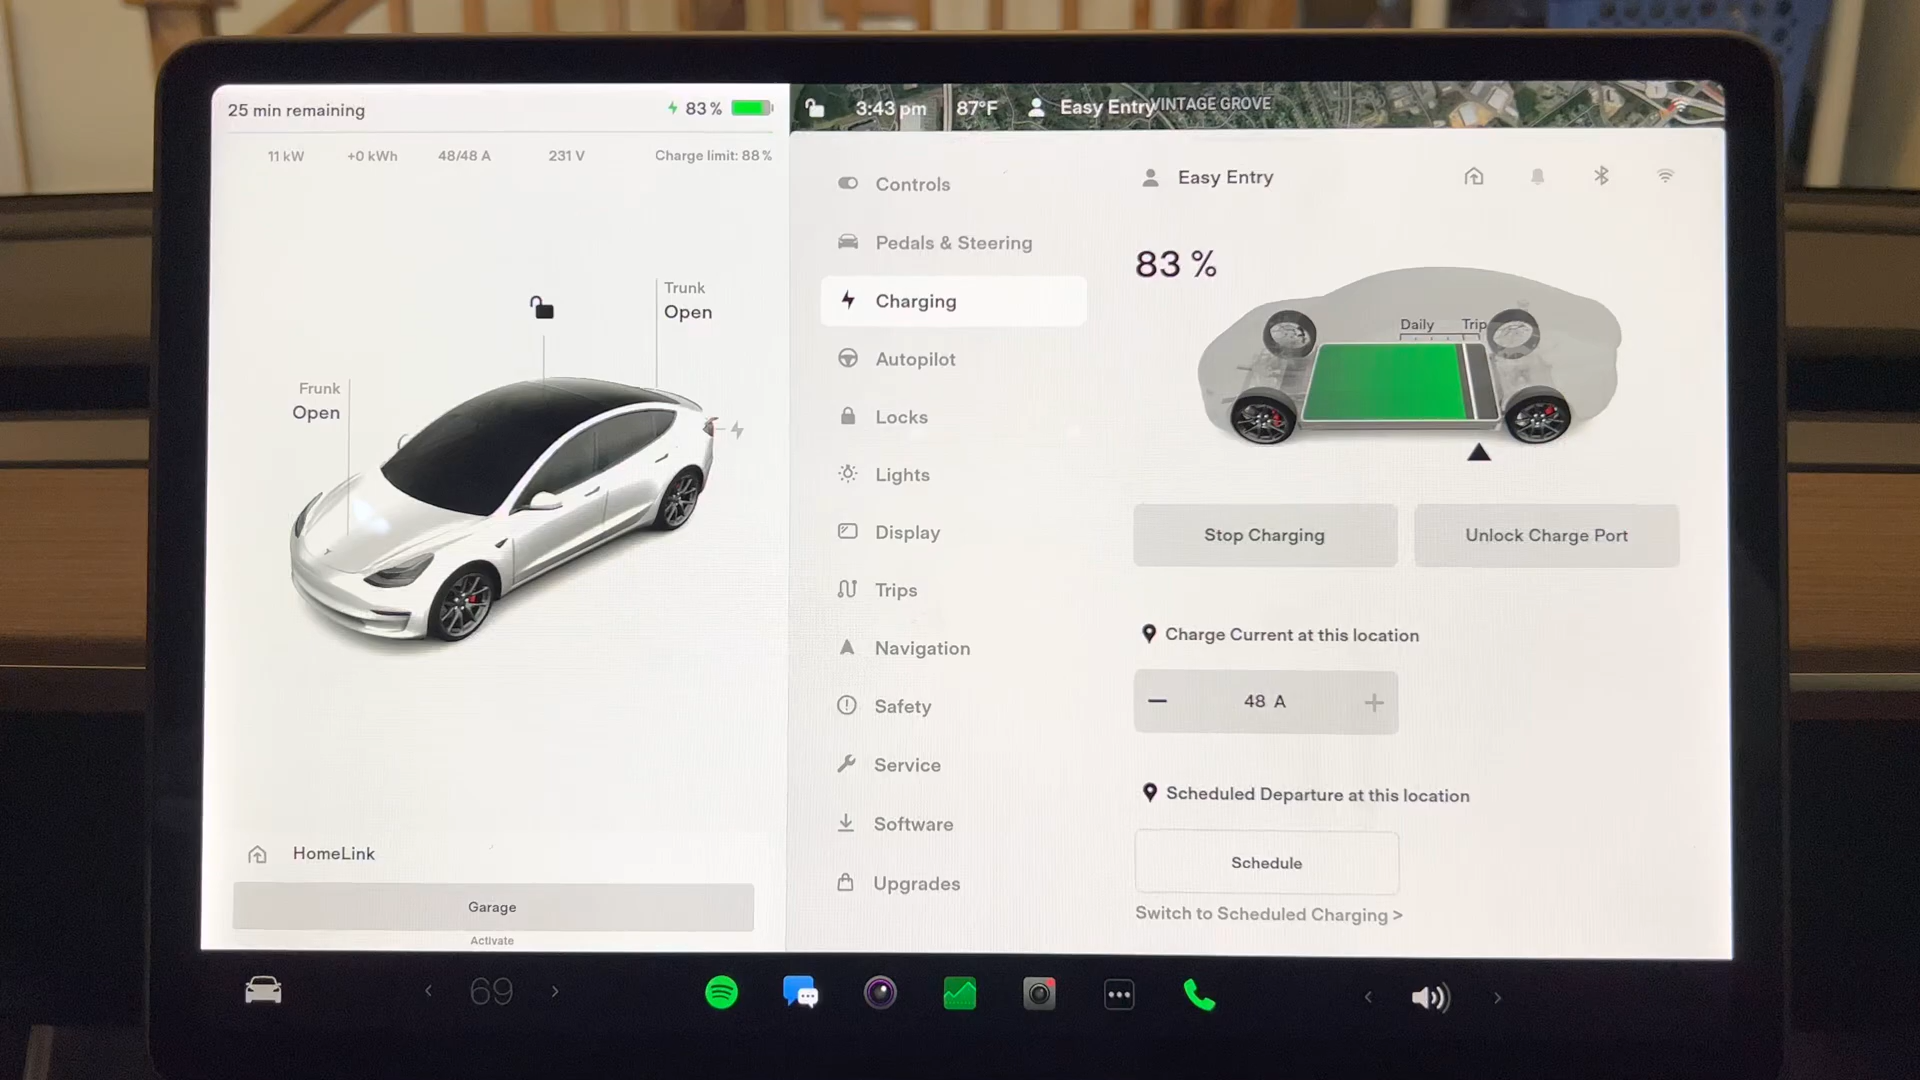 25 min remaining
83 %
11 kW +0 kWh 48/48 A 231 V Charge limit: 88 %
Trunk
Open
Frunk
Open
HomeLink
Garage
Activate
3:43 pm 87°F Easy Entry VINTAGE GROVE
Controls
Pedals & Steering
Charging
Autopilot
Locks
Lights
Display
Trips
Navigation
Safety
Service
Software
Upgrades
Easy Entry
83 %
Daily Trip
Stop Charging Unlock Charge Port
Charge Current at this location
− 48 A +
Scheduled Departure at this location
Schedule
Switch to Scheduled Charging >
< 69 >